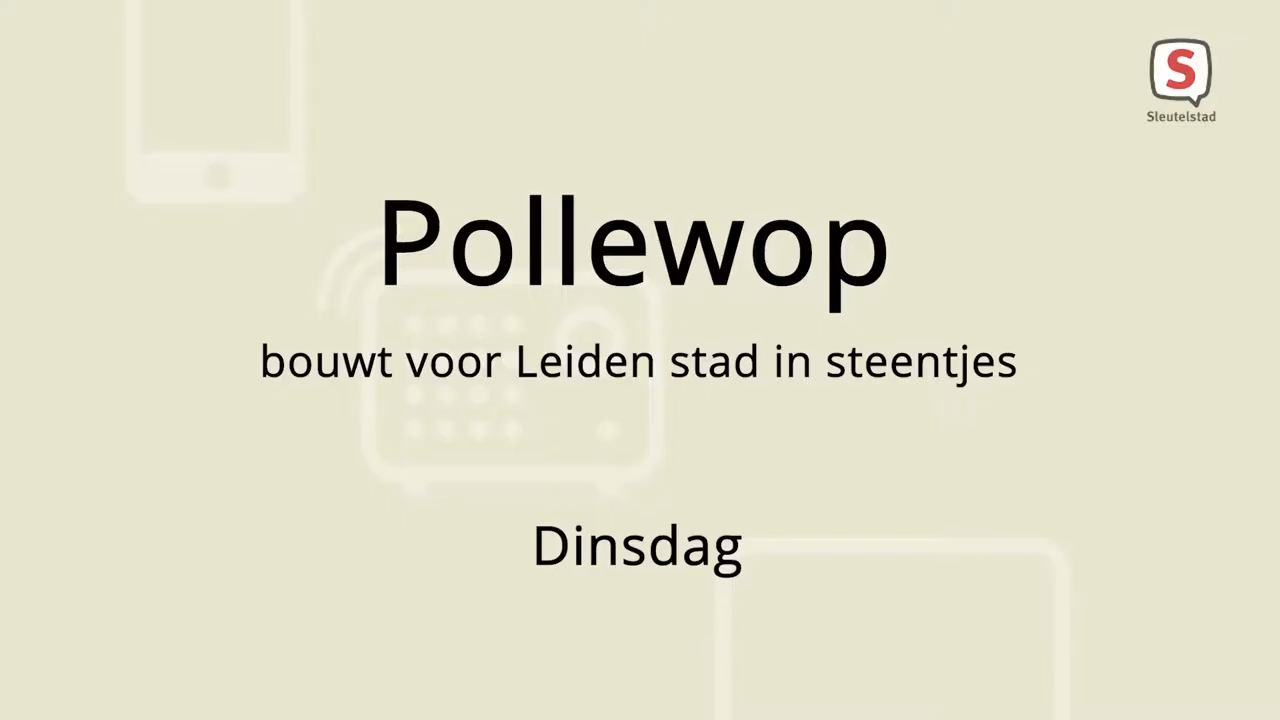 S
Sleutelstad
Pollewop
bouwt voor Leiden stad in steentjes
Dinsdag